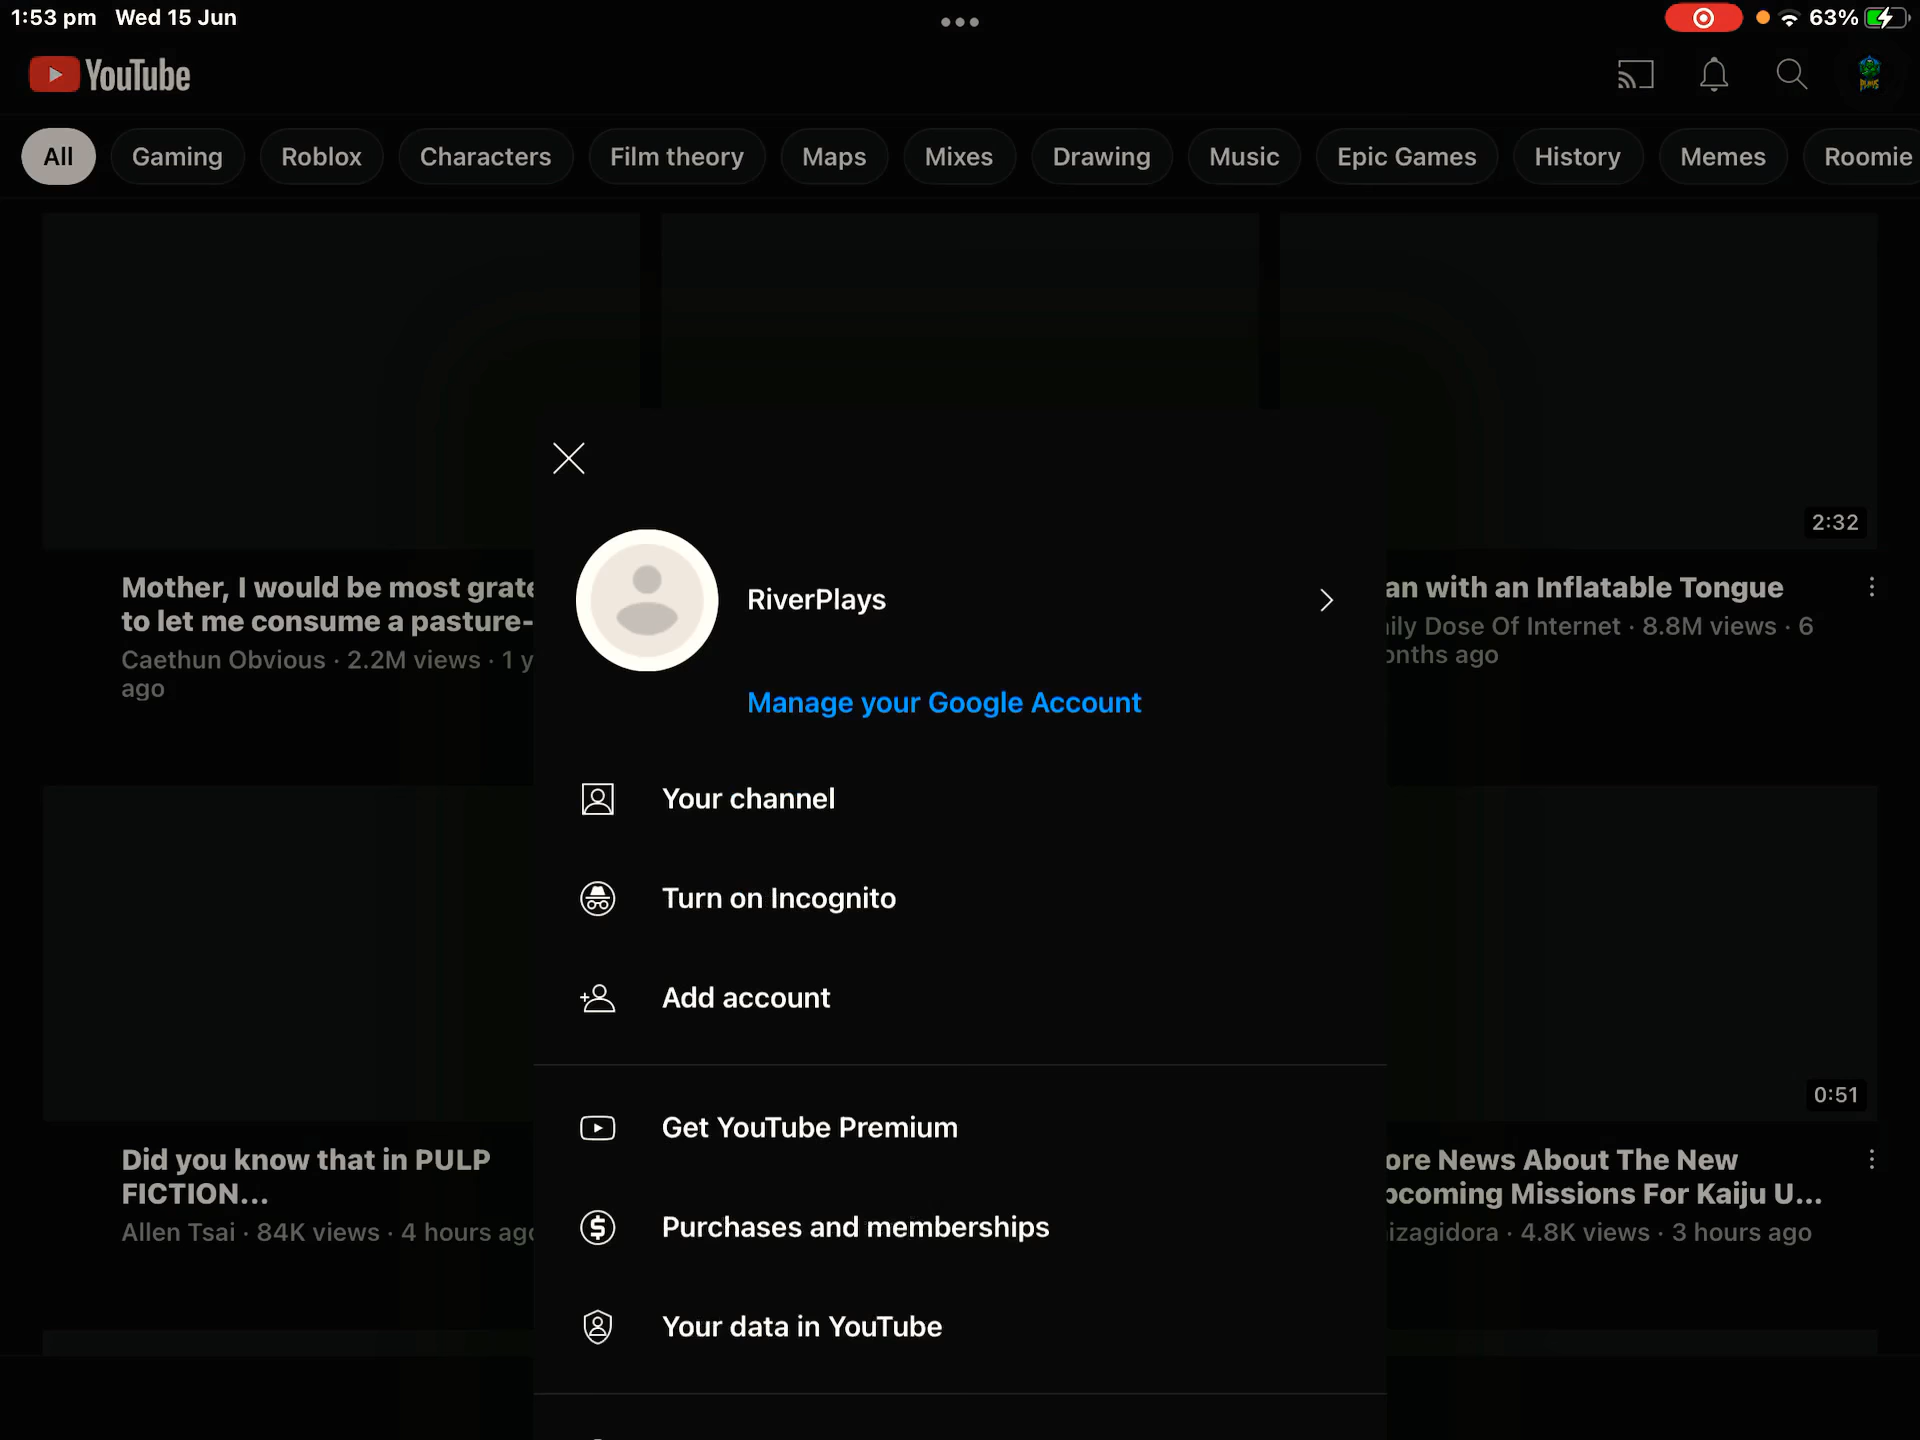 1:53 pm Wed 15 Jun
63%
YouTube
All Gaming Roblox Characters Film theory Maps Mixes Drawing Music Epic Games History Memes Roomie
2:32
Mother, I would be most grate
to let me consume a pasture-
Caethun Obvious · 2.2M views · 1 y
ago
RiverPlays
Manage your Google Account
Your channel
Turn on Incognito
Add account
Get YouTube Premium
Purchases and memberships
Your data in YouTube
an with an Inflatable Tongue
ily Dose Of Internet · 8.8M views · 6
onths ago
Did you know that in PULP
FICTION...
Allen Tsai · 84K views · 4 hours ago
0:51
ore News About The New
pcoming Missions For Kaiju U...
izagidora · 4.8K views · 3 hours ago